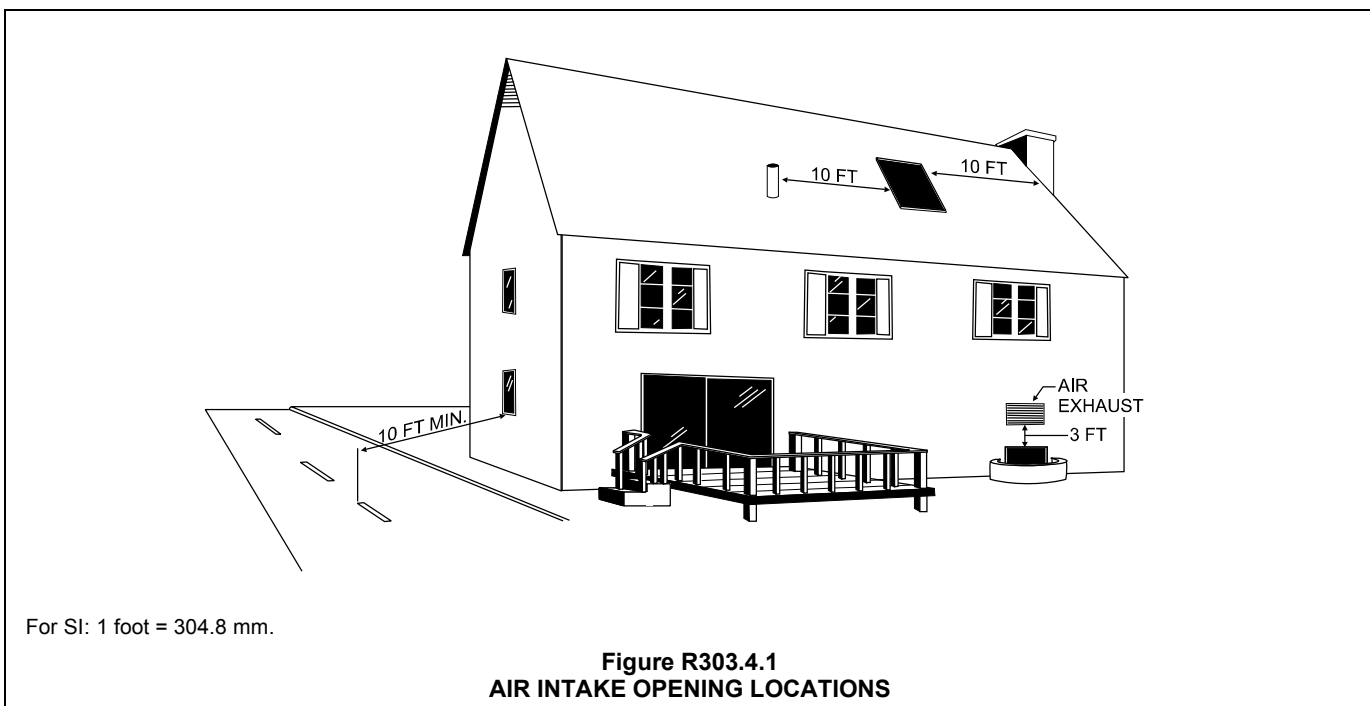 10 FT
10 FT
AIR
EXHAUST
3 FT
10 FT MIN.
For SI: 1 foot = 304.8 mm.
Figure R303.4.1
AIR INTAKE OPENING LOCATIONS